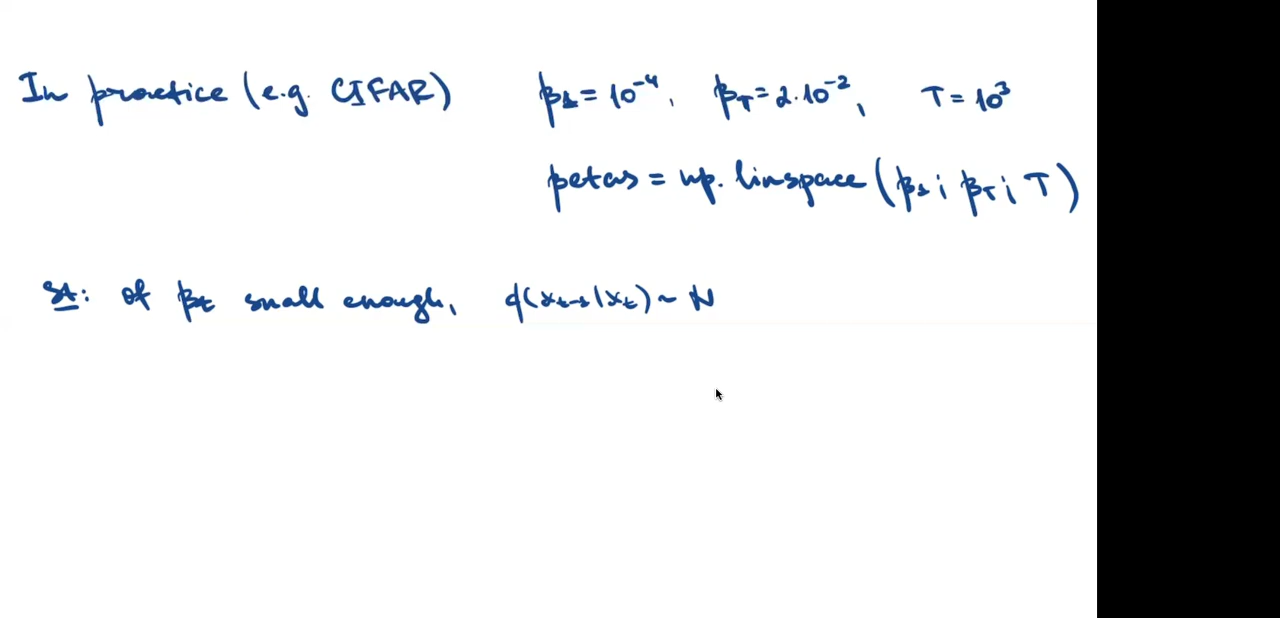 In practice (e.g. CIFAR) β₁ = 10⁻⁴, β_T = 2·10⁻², T = 10³
betas = np.linspace(β₁; β_T; T)
St: if β_t small enough, q(x_{t-1}|x_t) ~ N